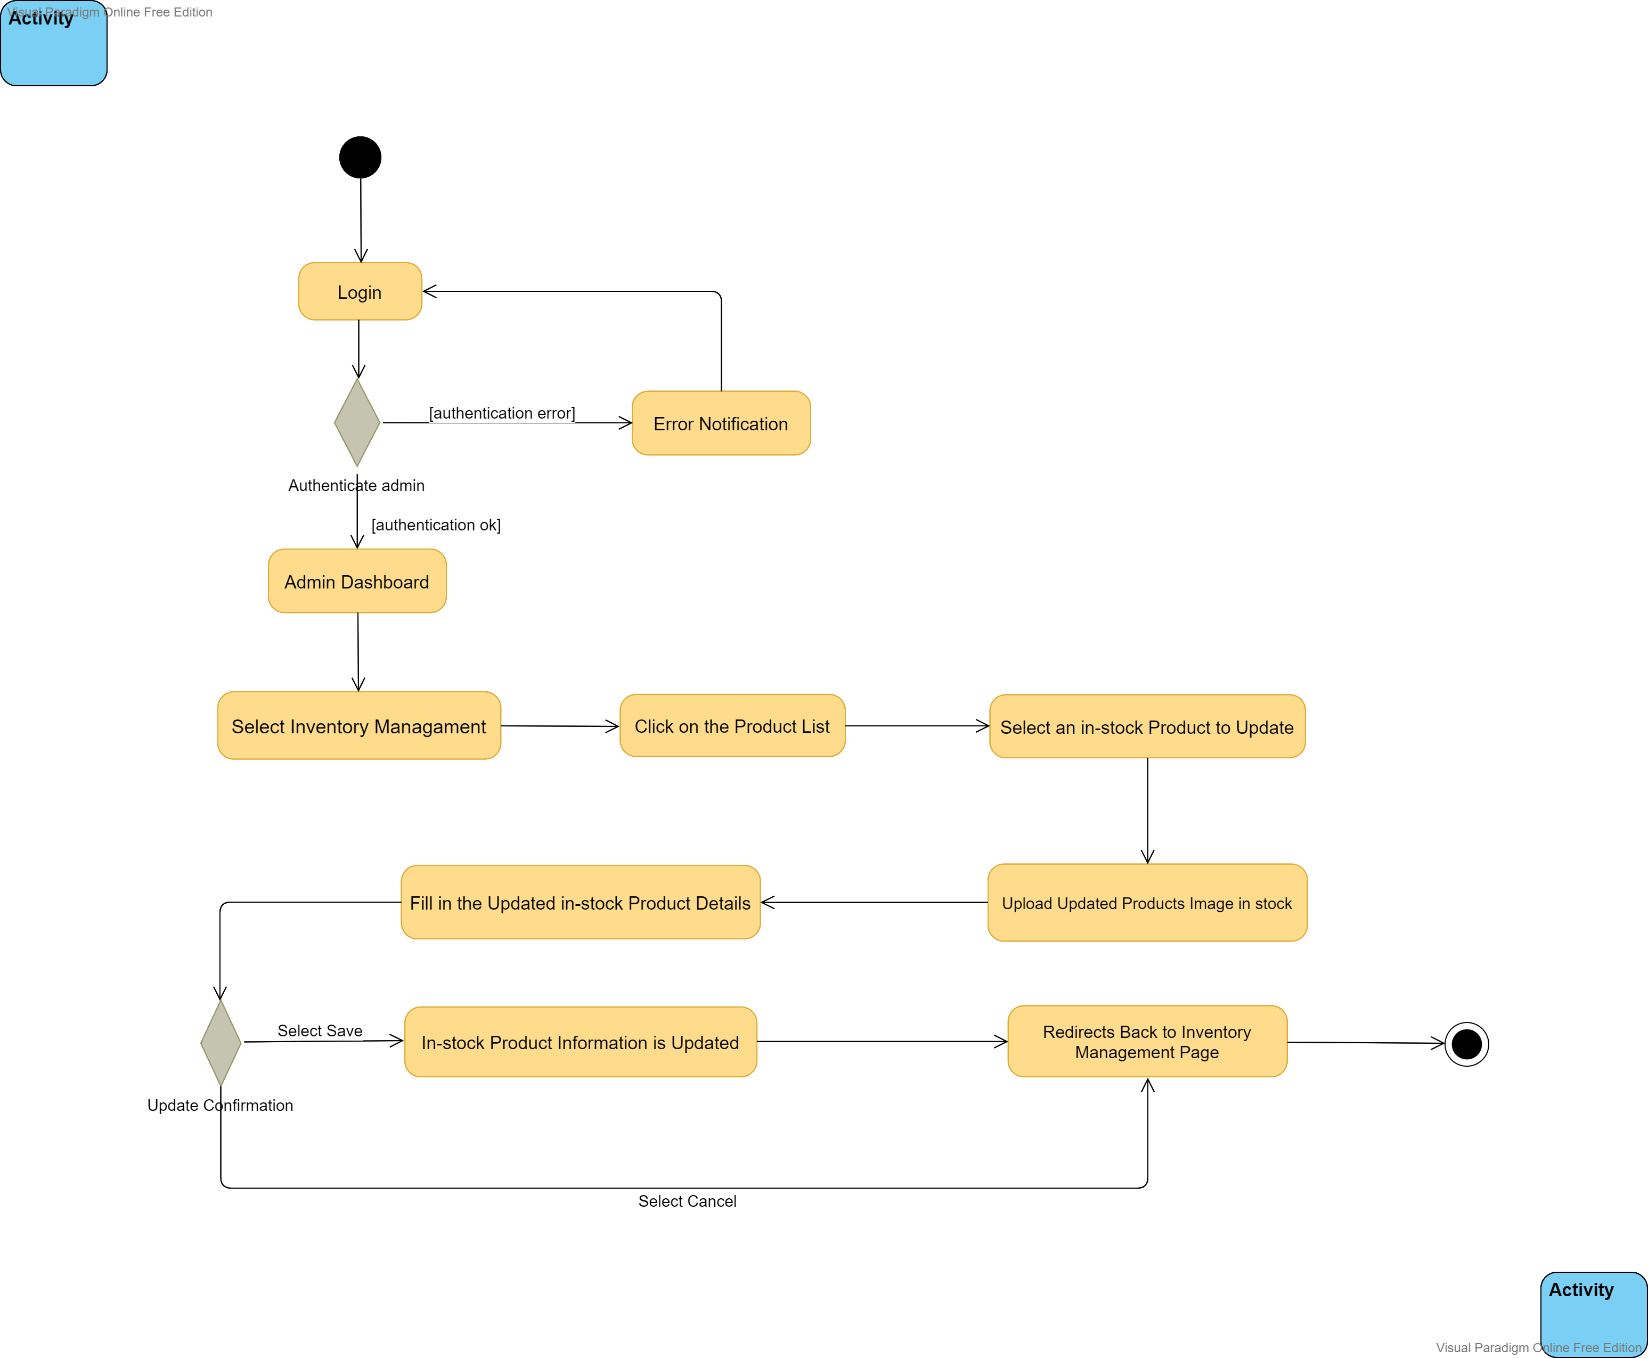 Visual Paradigm Online Free Edition
Activity
Login
[authentication error]
Error Notification
Authenticate admin
[authentication ok]
Admin Dashboard
Select Inventory Managament
Click on the Product List
Select an in-stock Product to Update
Fill in the Updated in-stock Product Details
Upload Updated Products Image in stock
Select Save
In-stock Product Information is Updated
Redirects Back to Inventory
Management Page
Update Confirmation
Select Cancel
Activity
Visual Paradigm Online Free Edition